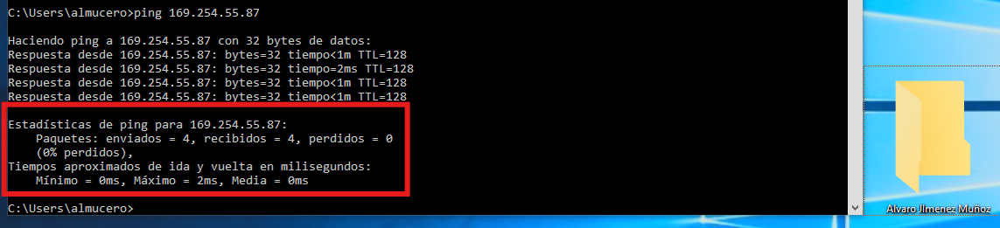 C:\Users\almucero>ping 169.254.55.87
Haciendo ping a 169.254.55.87 con 32 bytes de datos:
Respuesta desde 169.254.55.87: bytes=32 tiempo<1m TTL=128
Respuesta desde 169.254.55.87: bytes=32 tiempo=2ms TTL=128
Respuesta desde 169.254.55.87: bytes=32 tiempo<1m TTL=128
Respuesta desde 169.254.55.87: bytes=32 tiempo<1m TTL=128
Estadísticas de ping para 169.254.55.87:
Paquetes: enviados = 4, recibidos = 4, perdidos = 0
(0% perdidos),
Tiempos aproximados de ida y vuelta en milisegundos:
Mínimo = 0ms, Máximo = 2ms, Media = 0ms
C:\Users\almucero>
Alvaro JImenez Muñoz